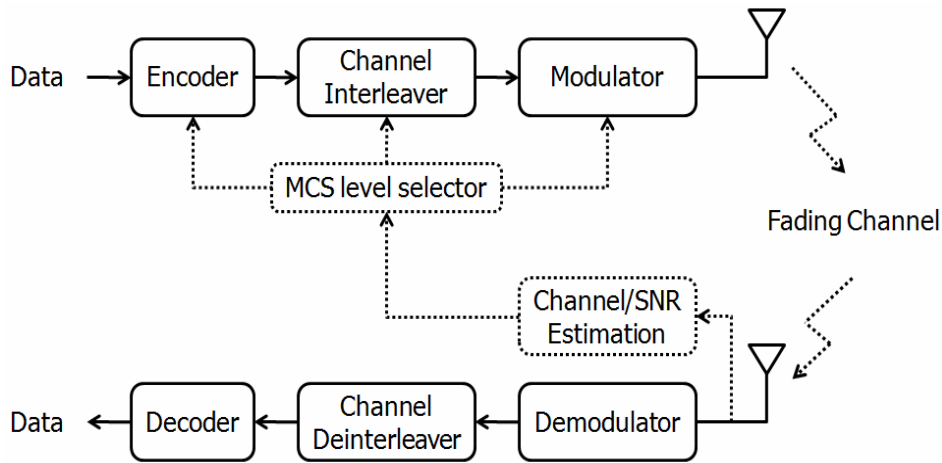 Data
Encoder
Channel
Interleaver
Modulator
MCS level selector
Fading Channel
Channel/SNR
Estimation
Data
Decoder
Channel
Deinterleaver
Demodulator